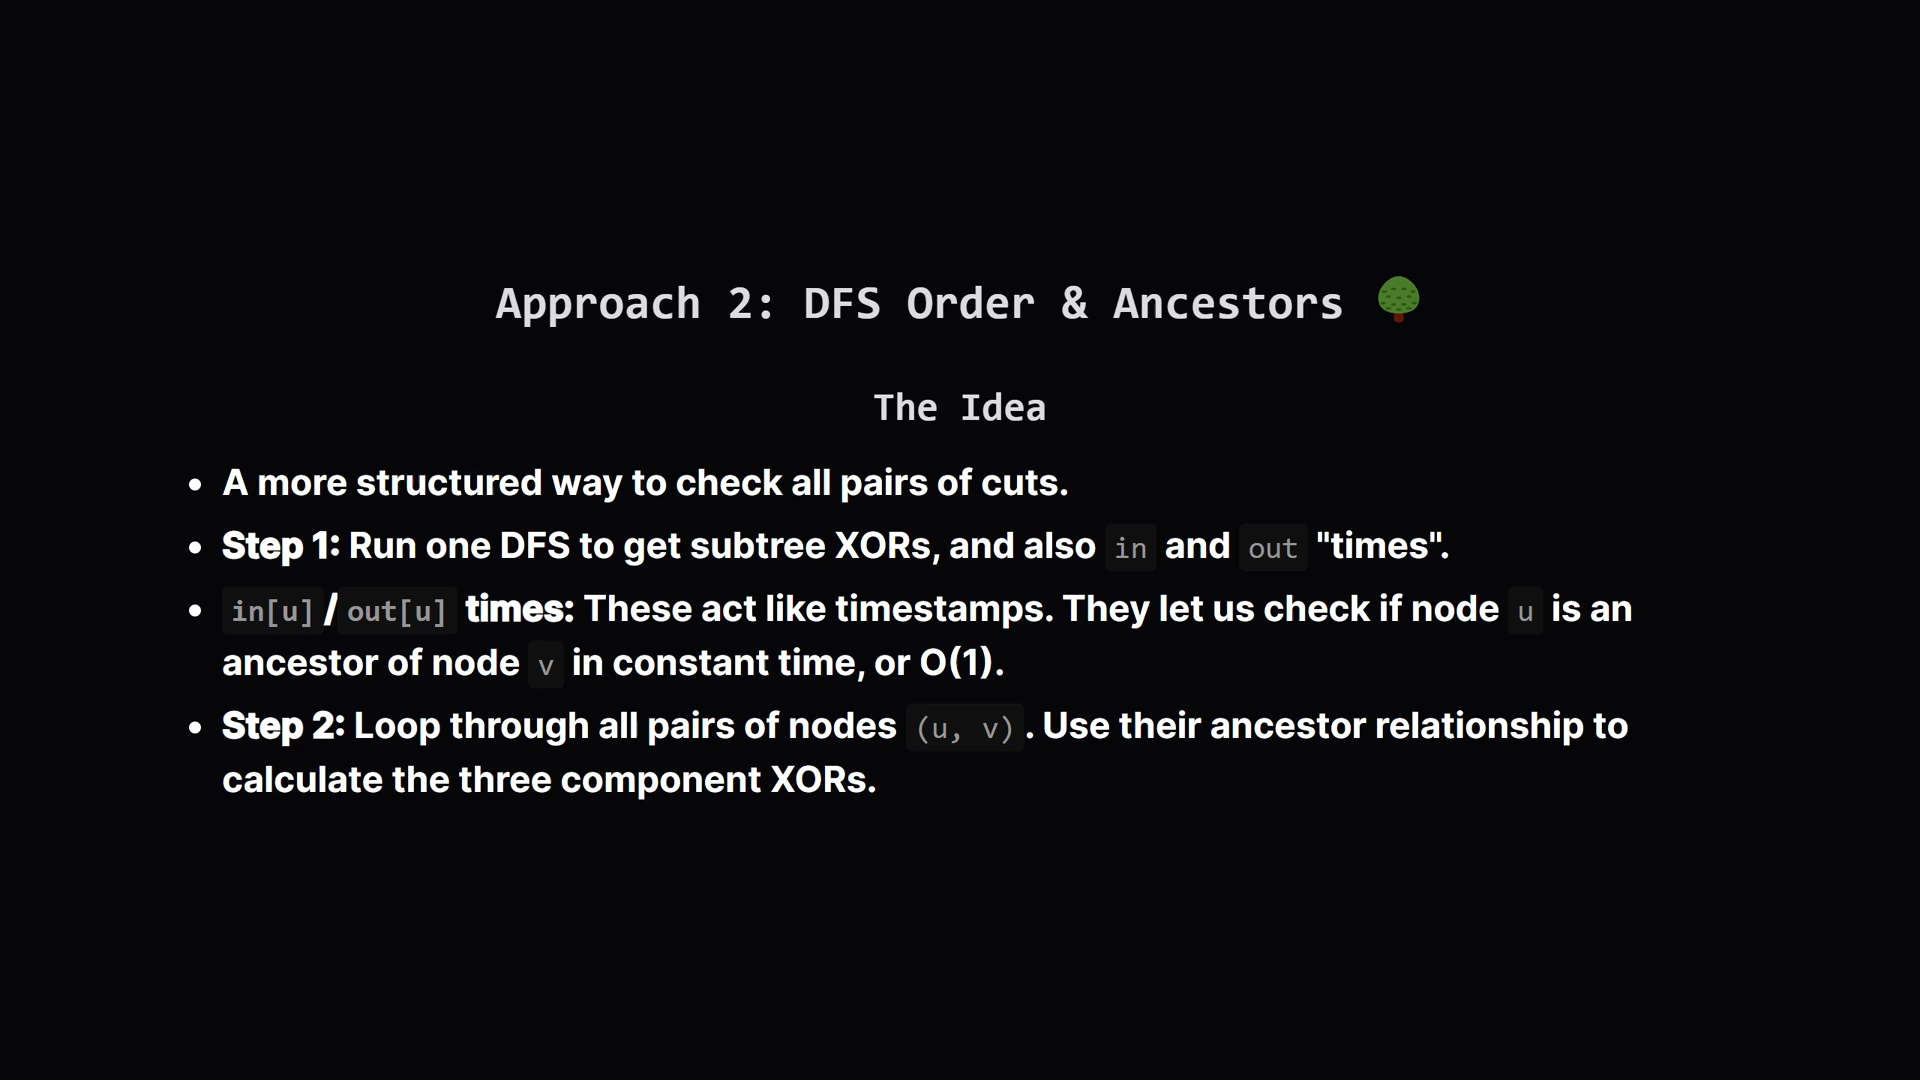 Approach 2: DFS Order & Ancestors 🌳
The Idea
• A more structured way to check all pairs of cuts.
• Step 1: Run one DFS to get subtree XORs, and also in and out "times".
• in[u]/out[u] times: These act like timestamps. They let us check if node u is an
ancestor of node v in constant time, or O(1).
• Step 2: Loop through all pairs of nodes (u, v). Use their ancestor relationship to
calculate the three component XORs.